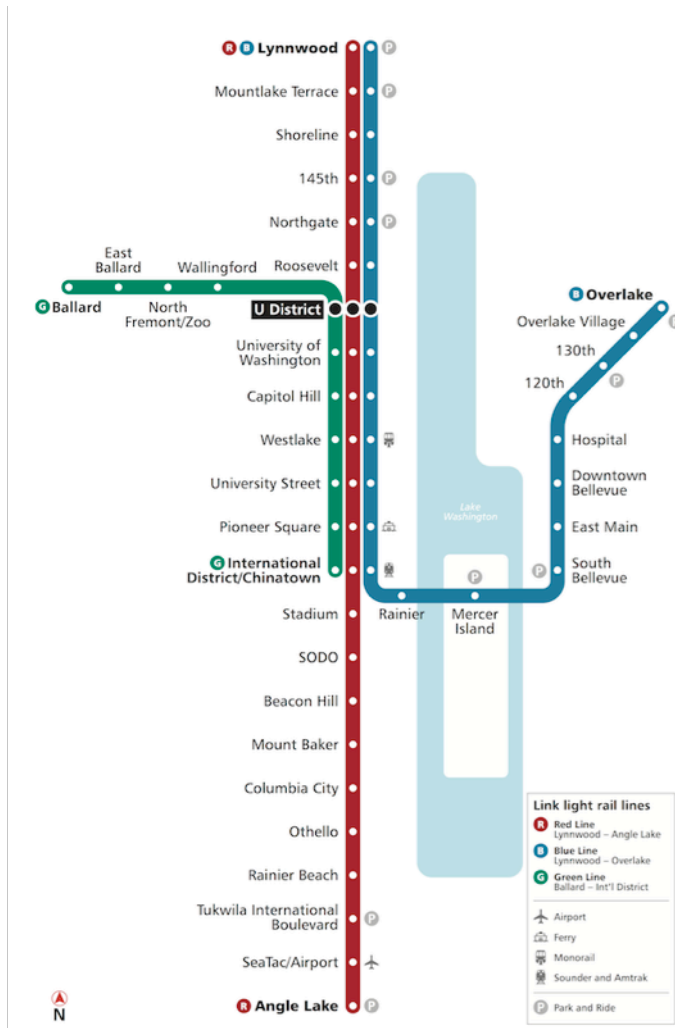 R B Lynnwood P
Mountlake Terrace P
Shoreline
145th P
Northgate P
Roosevelt
East
Ballard
Wallingford
G Ballard
North
Fremont/Zoo
U District
B Overlake
Overlake Village P
130th
P
120th
University of
Washington
Capitol Hill
Westlake
Hospital
University Street
Downtown
Bellevue
Lake
Washington
Pioneer Square
East Main
G International
District/Chinatown
P
P South
Bellevue
Rainier
Mercer
Island
Stadium
SODO
Beacon Hill
Mount Baker
Columbia City
Othello
Rainier Beach
Tukwila International
Boulevard P
SeaTac/Airport
R Angle Lake P
N
Link light rail lines
R Red Line
Lynnwood – Angle Lake
B Blue Line
Lynnwood – Overlake
G Green Line
Ballard – Int'l District
Airport
Ferry
Monorail
Sounder and Amtrak
P Park and Ride